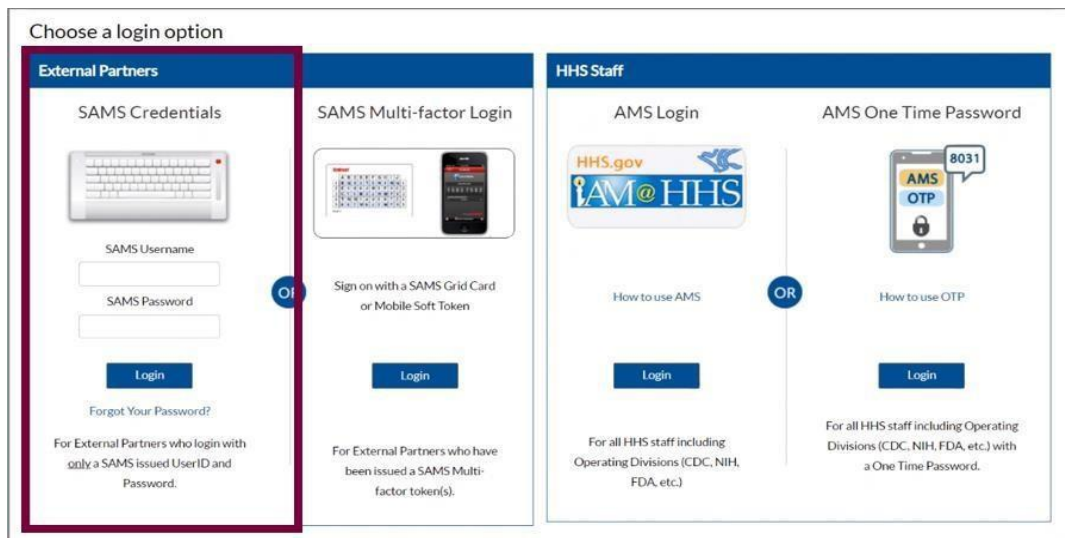 Choose a login option
External Partners
SAMS Credentials
SAMS Username
SAMS Password
Login
Forgot Your Password?
For External Partners who login with
only a SAMS issued UserID and
Password.
OR
SAMS Multi-factor Login
Sign on with a SAMS Grid Card
or Mobile Soft Token
Login
For External Partners who have
been issued a SAMS Multi-
factor token(s).
HHS Staff
AMS Login
HHS.gov
iAM@HHS
How to use AMS
Login
For all HHS staff including
Operating Divisions (CDC, NIH,
FDA, etc.)
OR
AMS One Time Password
8031
AMS
OTP
How to use OTP
Login
For all HHS staff including Operating
Divisions (CDC, NIH, FDA, etc.) with
a One Time Password.